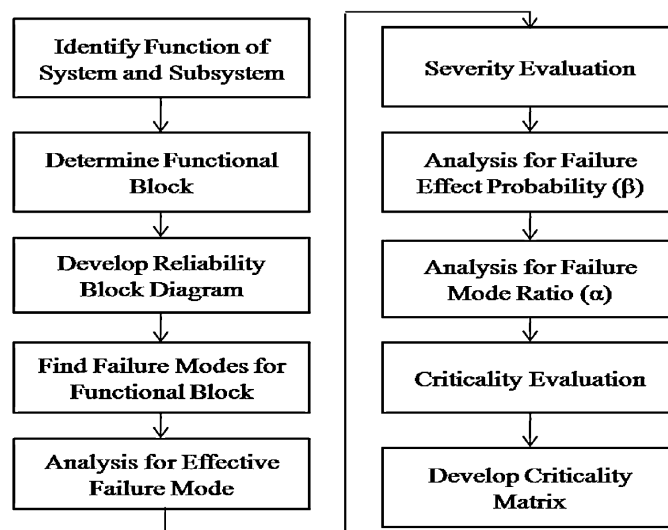 Identify Function of
System and Subsystem
Determine Functional
Block
Develop Reliability
Block Diagram
Find Failure Modes for
Functional Block
Analysis for Effective
Failure Mode
Severity Evaluation
Analysis for Failure
Effect Probability (β)
Analysis for Failure
Mode Ratio (α)
Criticality Evaluation
Develop Criticality
Matrix